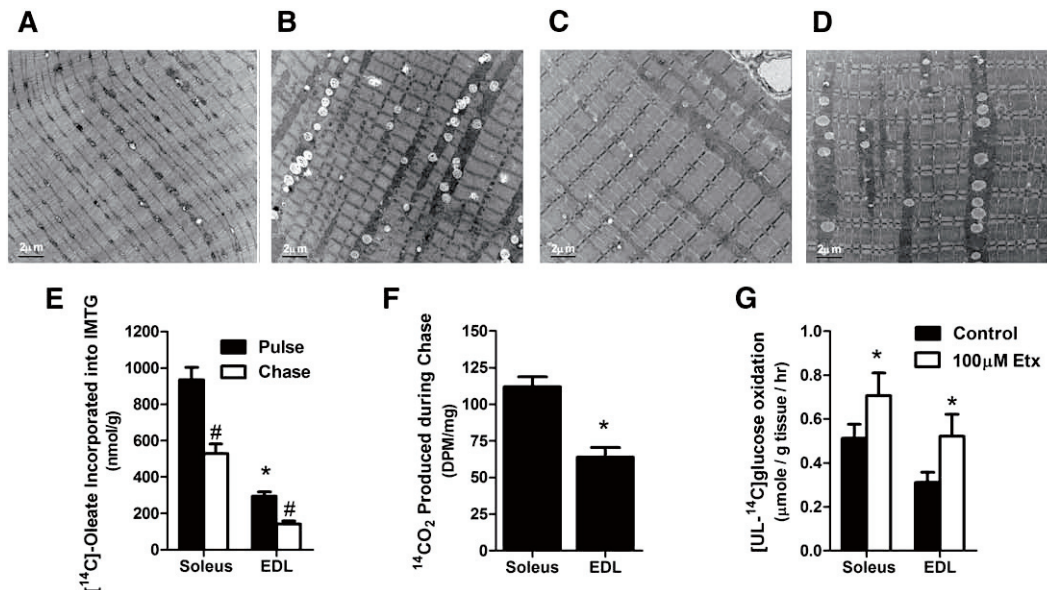 A
B
C
D
2μm
2μm
2μm
2μm
E
[¹⁴C]-Oleate Incorporated into IMTG
(nmol/g)
1200
1000
800
600
400
200
0
Pulse
Chase
#
*
#
Soleus
EDL
F
¹⁴CO₂ Produced during Chase
(DPM/mg)
150
125
100
75
50
25
0
*
Soleus
EDL
G
[UL-¹⁴C]glucose oxidation
(μmole / g tissue / hr)
1.0
0.8
0.6
0.4
0.2
0.0
Control
100μM Etx
*
*
Soleus
EDL